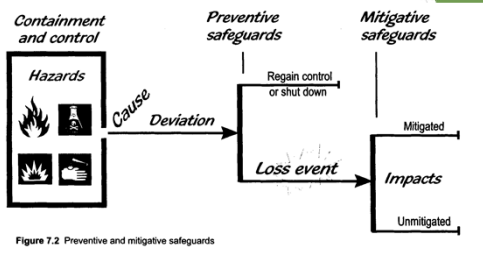 Containment
and control
Preventive
safeguards
Mitigative
safeguards
Hazards
Cause
Deviation
Regain control
or shut down
Loss event
Mitigated
Impacts
Unmitigated
Figure 7.2 Preventive and mitigative safeguards